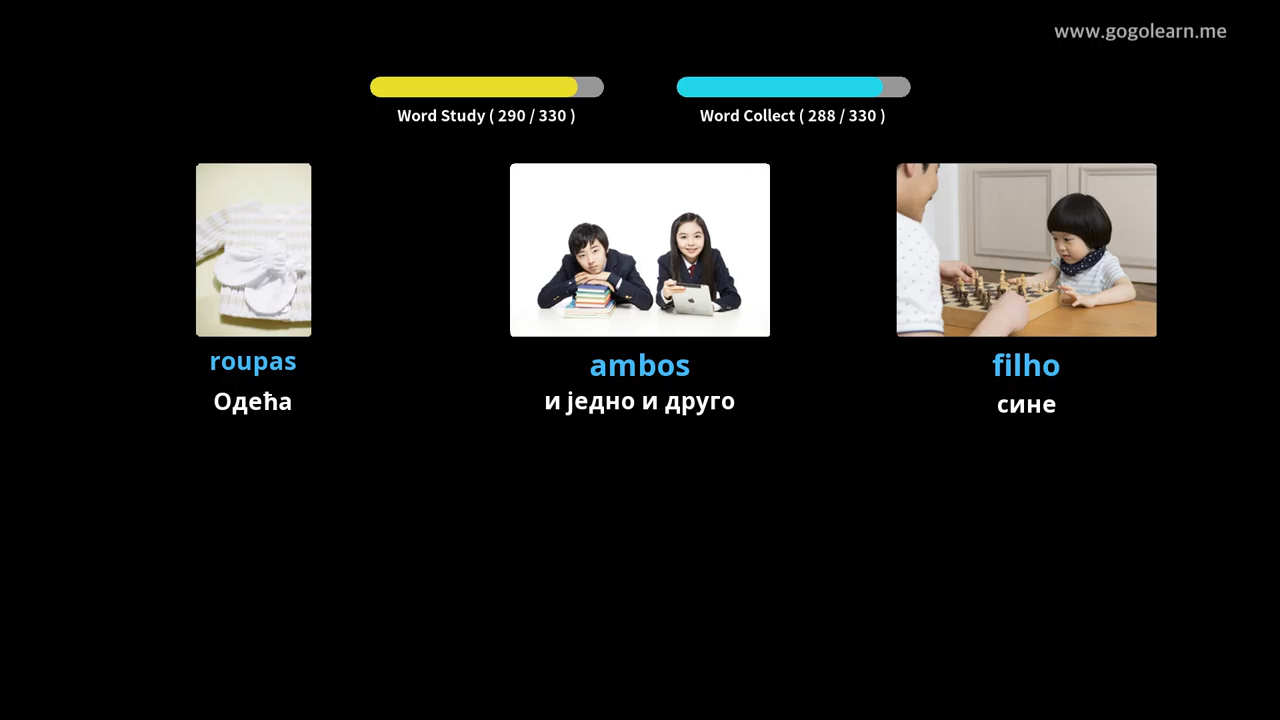 www.gogolearn.me
Word Study ( 290 / 330 )
Word Collect ( 288 / 330 )
roupas
ambos
filho
Одећа
и једно и друго
сине